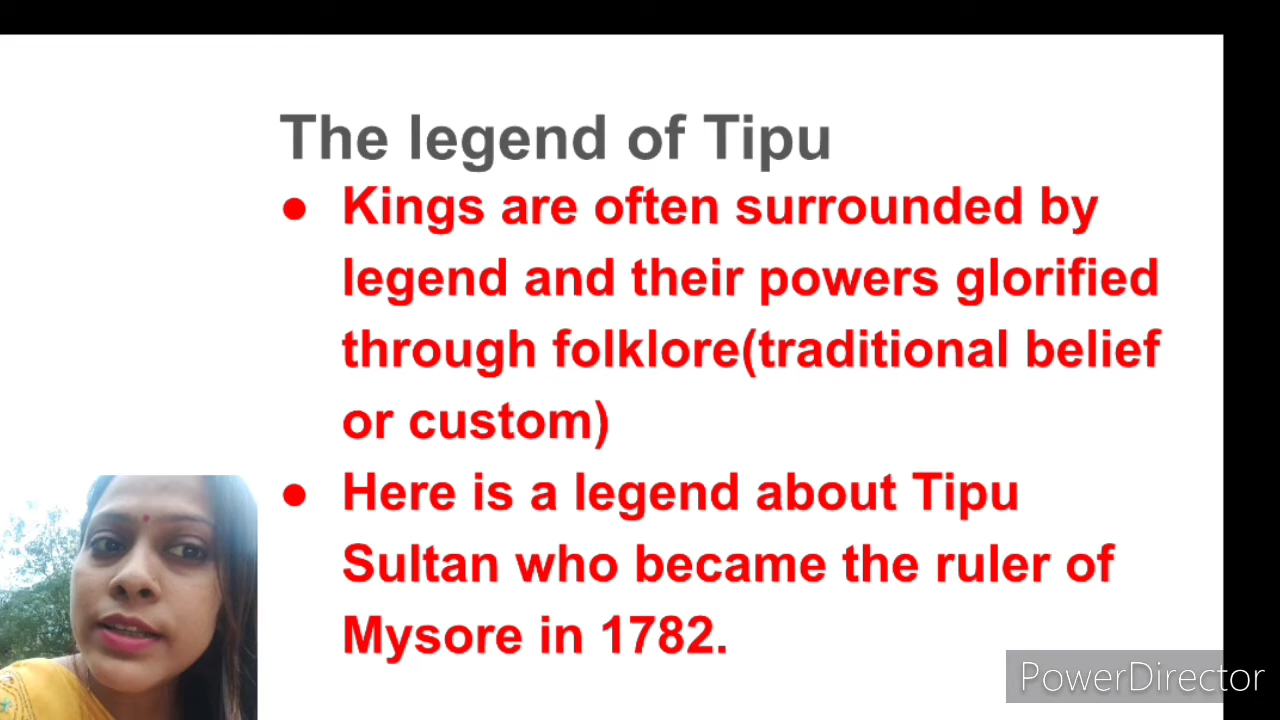 The legend of Tipu
● Kings are often surrounded by
legend and their powers glorified
through folklore(traditional belief
or custom)
● Here is a legend about Tipu
Sultan who became the ruler of
Mysore in 1782.
PowerDirector